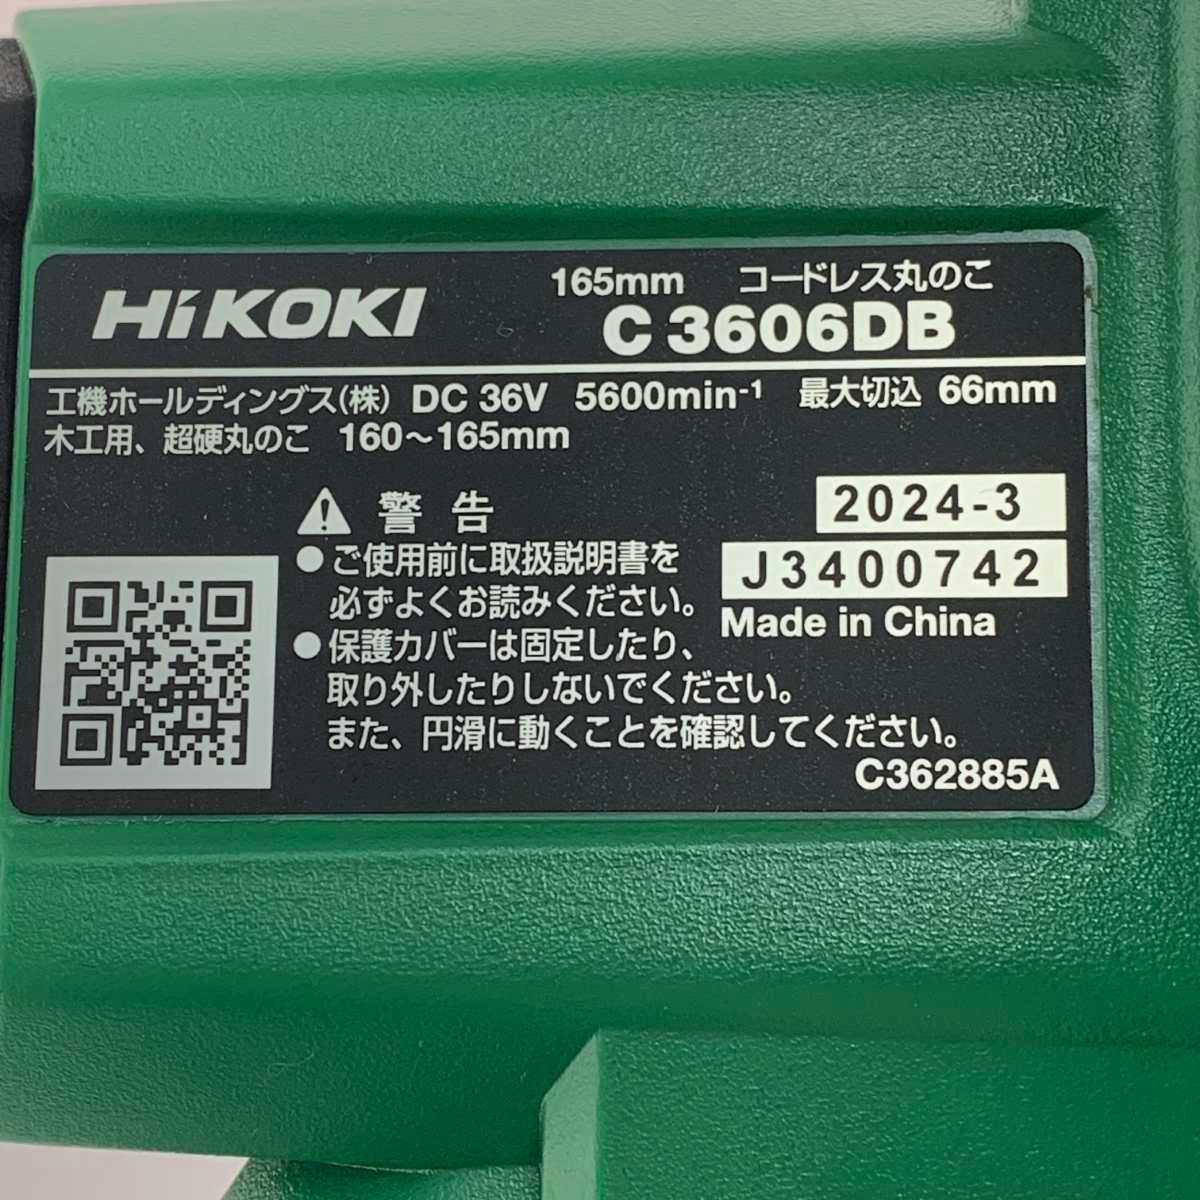 HiKOKI
165mm コードレス丸のこ
C 3606DB
工機ホールディングス(株) DC 36V 5600min-1 最大切込 66mm
木工用、超硬丸のこ 160～165mm
警告
2024-3
●ご使用前に取扱説明書を
必ずよくお読みください。
J3400742
Made in China
●保護カバーは固定したり、
取り外したりしないでください。
また、円滑に動くことを確認してください。
C362885A